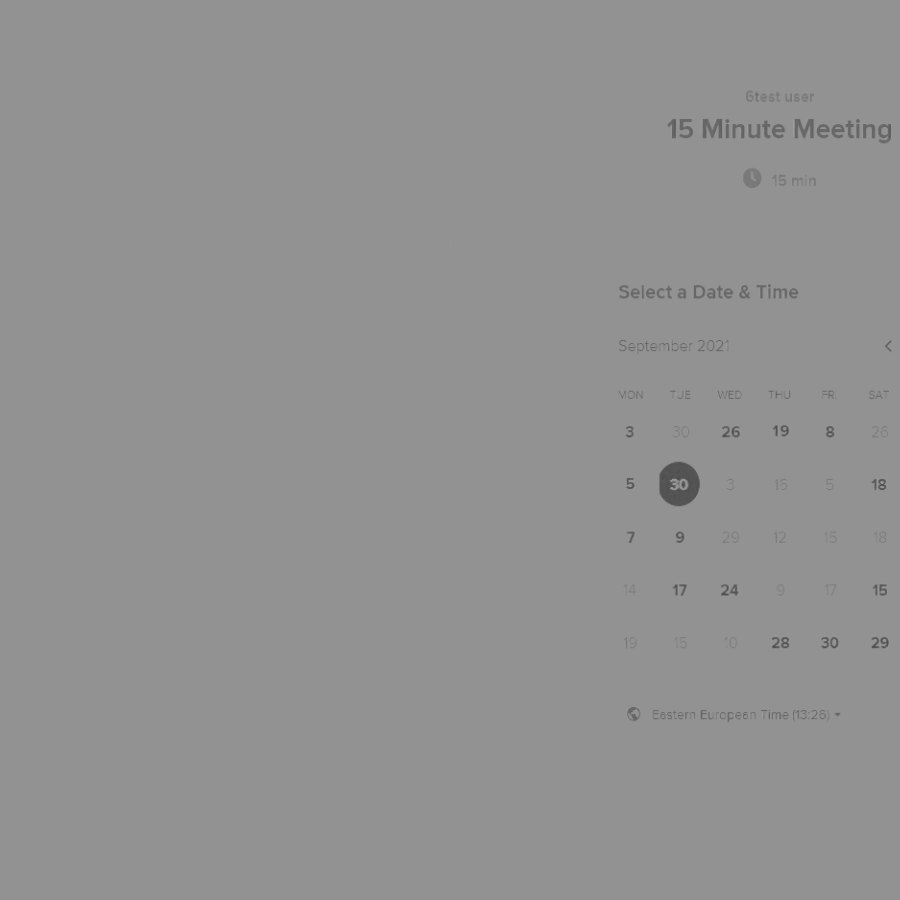 6test user
15 Minute Meeting
15 min
Select a Date & Time
September 2021
MON TUE WED THU FRI SAT
3 30 26 19 8 26
5 30 3 15 5 18
7 9 29 12 15 18
14 17 24 9 17 15
19 15 10 28 30 29
Eastern European Time (13:26)